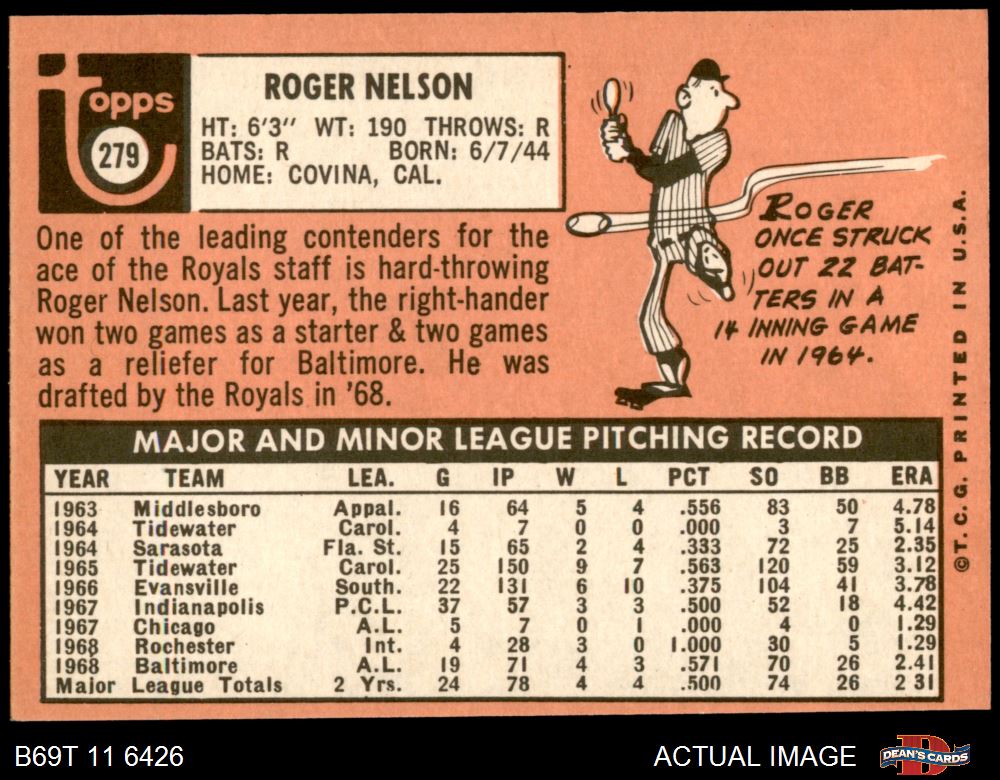 Topps
279
ROGER NELSON
HT: 6'3" WT: 190 THROWS: R
BATS: R BORN: 6/7/44
HOME: COVINA, CAL.
One of the leading contenders for the
ace of the Royals staff is hard-throwing
Roger Nelson. Last year, the right-hander
won two games as a starter & two games
as a reliefer for Baltimore. He was
drafted by the Royals in '68.
ROGER
ONCE STRUCK
OUT 22 BAT-
TERS IN A
14 INNING GAME
IN 1964.
©T. C. G. PRINTED IN U.S.A.
MAJOR AND MINOR LEAGUE PITCHING RECORD
YEAR TEAM LEA. G IP W L PCT SO BB ERA
1963 Middlesboro Appal. 16 64 5 4 .556 83 50 4.78
1964 Tidewater Carol. 4 7 0 0 .000 3 7 5.14
1964 Sarasota Fla. St. 15 65 2 4 .333 72 25 2.35
1965 Tidewater Carol. 25 150 9 7 .563 120 59 3.12
1966 Evansville South. 22 131 6 10 .375 104 41 3.78
1967 Indianapolis P.C.L. 37 57 3 3 .500 52 18 4.42
1967 Chicago A.L. 5 7 0 1 .000 4 0 1.29
1968 Rochester Int. 4 28 3 0 1.000 30 5 1.29
1968 Baltimore A.L. 19 71 4 3 .571 70 26 2.41
Major League Totals 2 Yrs. 24 78 4 4 .500 74 26 2 31
B69T 11 6426
ACTUAL IMAGE
DEAN'S CARDS